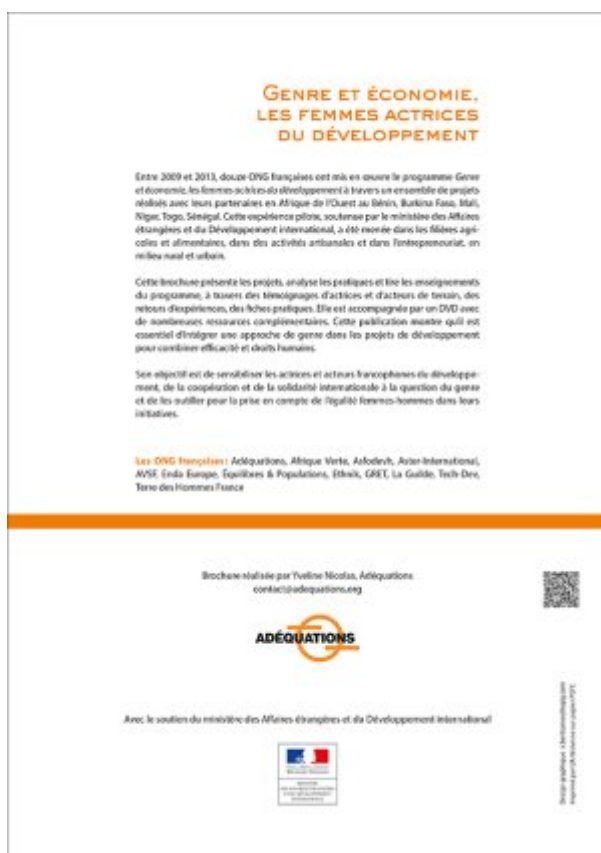 GENRE ET ÉCONOMIE,
LES FEMMES ACTRICES
DU DÉVELOPPEMENT
Entre 2009 et 2013, douze ONG françaises ont mis en œuvre le programme Genre
et économie, les femmes actrices du développement à travers un ensemble de projets
réalisés avec leurs partenaires en Afrique de l'Ouest au Bénin, Burkina Faso, Mali,
Niger, Togo, Sénégal. Cette expérience pilote, soutenue par le ministère des Affaires
étrangères et du Développement international, a été menée dans les filières agri-
coles et alimentaires, dans des activités artisanales et dans l'entrepreneuriat, en
milieu rural et urbain.
Cette brochure présente les projets, analyse les pratiques et tire les enseignements
du programme, à travers des témoignages d'actrices et d'acteurs de terrain, des
retours d'expériences, des fiches pratiques. Elle est accompagnée par un DVD avec
de nombreuses ressources complémentaires. Cette publication montre qu'il est
essentiel d'intégrer une approche de genre dans les projets de développement
pour combiner efficacité et droits humains.
Son objectif est de sensibiliser les actrices et acteurs francophones du développe-
ment, de la coopération et de la solidarité internationale à la question du genre
et de les outiller pour la prise en compte de l'égalité femmes-hommes dans leurs
initiatives.
Les ONG françaises : Adéquations, Afrique Verte, Asfodevh, Aster-International,
AVSF, Enda Europe, Équilibres & Populations, Ethnik, GRET, La Guilde, Tech-Dev,
Terre des Hommes France
Brochure réalisée par Yveline Nicolas, Adéquations
contact@adequations.org
ADÉQUATIONS
Avec le soutien du ministère des Affaires étrangères et du Développement international